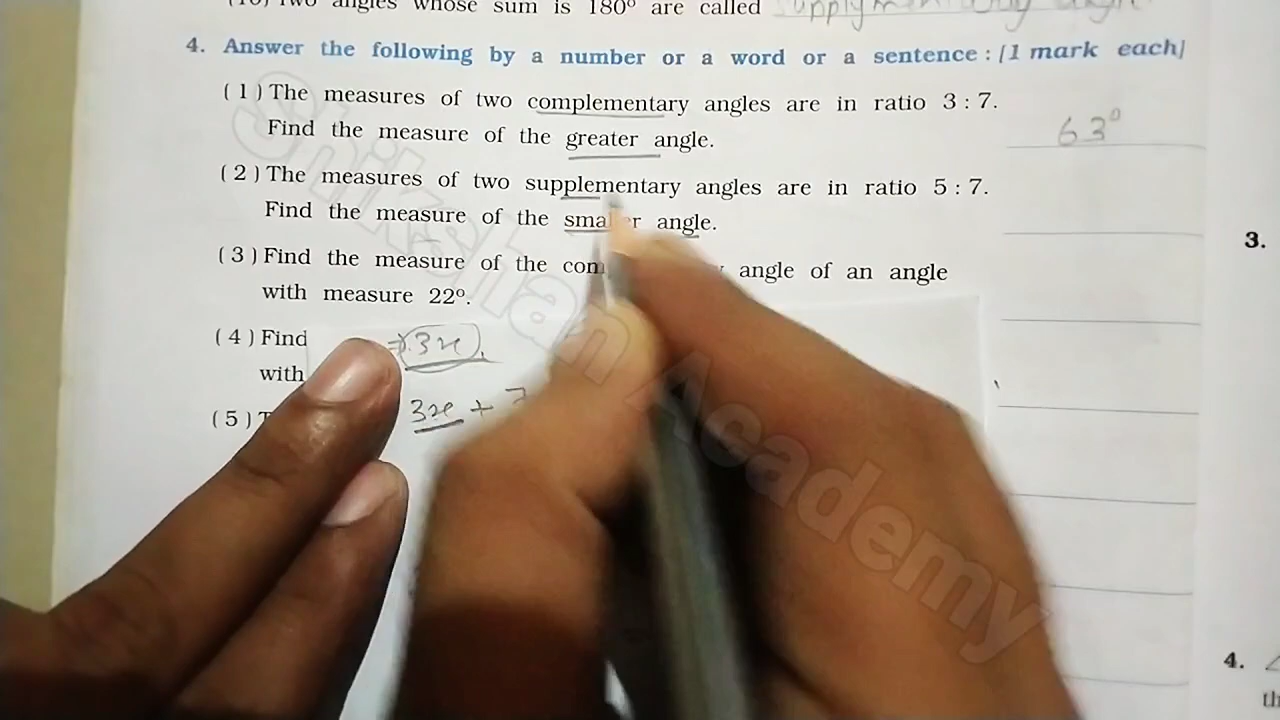 angles whose sum is 180° are called
4. Answer the following by a number or a word or a sentence : [1 mark each]
(1) The measures of two complementary angles are in ratio 3 : 7.
Find the measure of the greater angle.
63°
(2) The measures of two supplementary angles are in ratio 5 : 7.
Find the measure of the angle.
(3) Find the measure of the angle of an angle
with measure 22°.
(4) Find
3x
with
3x +
(5)
3.
4.
Shikshan Academy